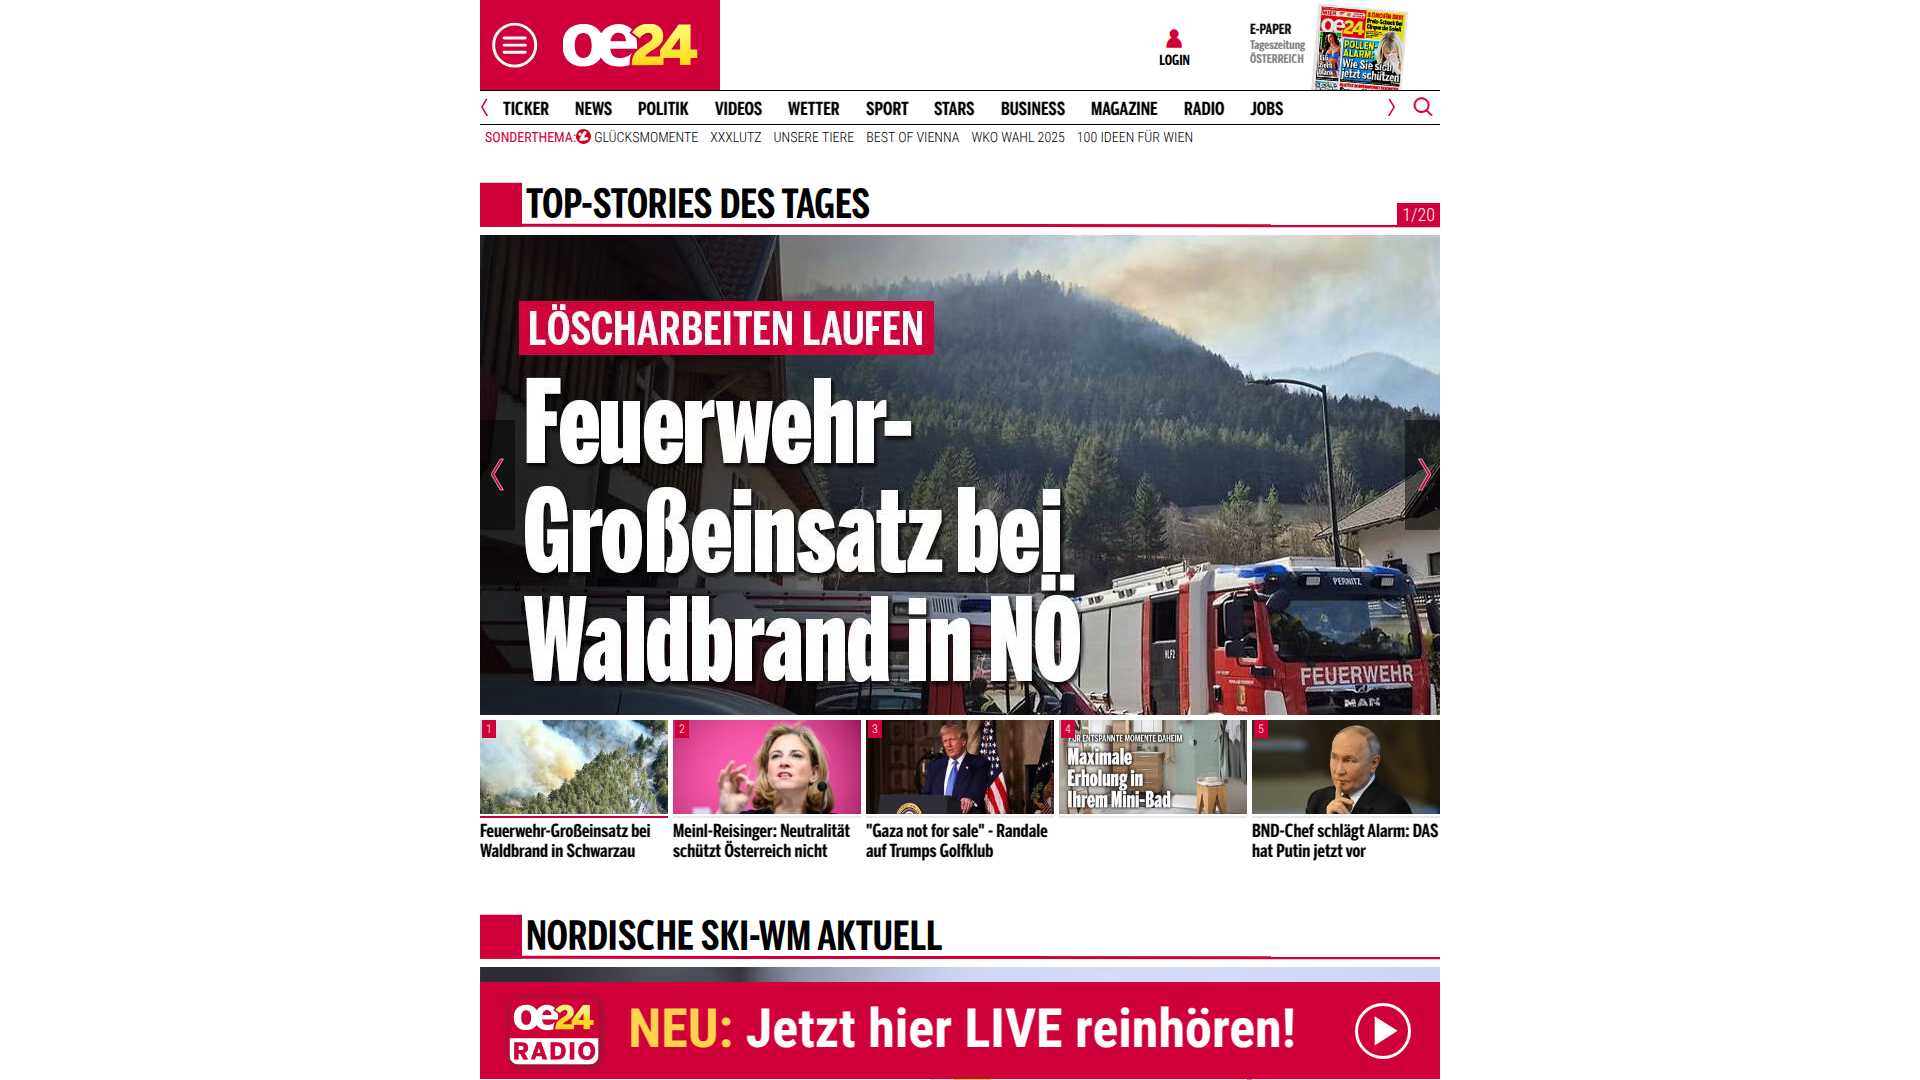 oe24
LOGIN
E-PAPER
Tageszeitung
ÖSTERREICH
oe24
POLLEN-
ALARM:
Wie Sie sich
jetzt schützen
TICKER NEWS POLITIK VIDEOS WETTER SPORT STARS BUSINESS MAGAZINE RADIO JOBS
SONDERTHEMA: GLÜCKSMOMENTE XXXLUTZ UNSERE TIERE BEST OF VIENNA WKO WAHL 2025 100 IDEEN FÜR WIEN
TOP-STORIES DES TAGES
1/20
LÖSCHARBEITEN LAUFEN
Feuerwehr-
Großeinsatz bei
Waldbrand in NÖ
PERNITZ
HLF2
FEUERWEHR
MAN
1
2
3
4
5
FÜR ENTSPANNTE MOMENTE DAHEIM
Maximale
Erholung in
Ihrem Mini-Bad
Feuerwehr-Großeinsatz bei
Waldbrand in Schwarzau
Meinl-Reisinger: Neutralität
schützt Österreich nicht
"Gaza not for sale" - Randale
auf Trumps Golfklub
BND-Chef schlägt Alarm: DAS
hat Putin jetzt vor
NORDISCHE SKI-WM AKTUELL
oe24
RADIO
NEU: Jetzt hier LIVE reinhören!